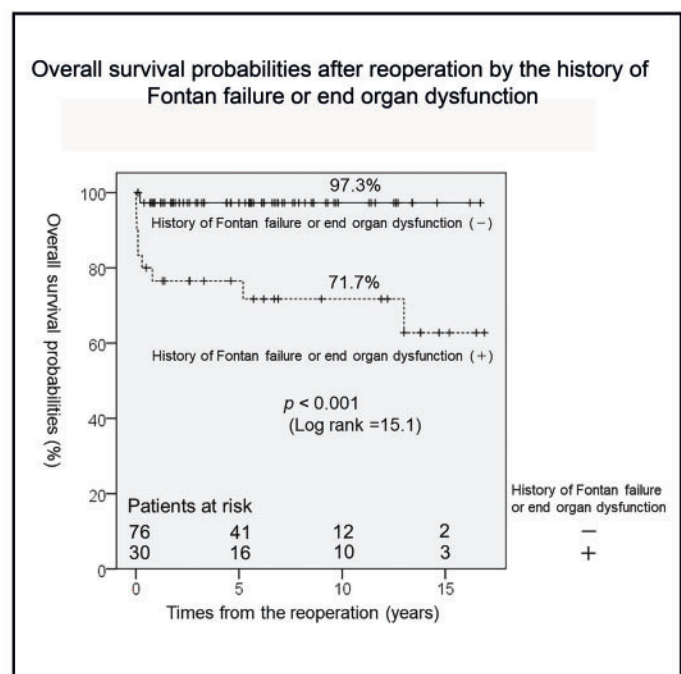 Overall survival probabilities after reoperation by the history of
Fontan failure or end organ dysfunction
Overall survival probabilities (%)
100
80
60
40
20
0
97.3%
History of Fontan failure or end organ dysfunction (−)
71.7%
History of Fontan failure or end organ dysfunction (+)
p < 0.001
(Log rank =15.1)
Patients at risk
76 41 12 2
30 16 10 3
History of Fontan failure
or end organ dysfunction
−
+
0 5 10 15
Times from the reoperation (years)